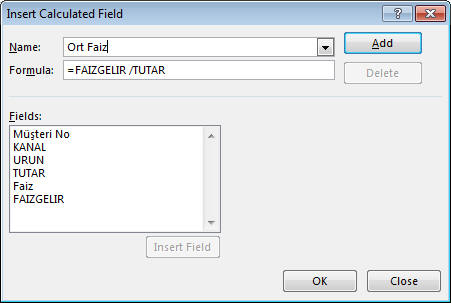 Insert Calculated Field
?
Name: Ort Faiz Add
Formula: =FAIZGELIR /TUTAR Delete
Fields:
Müşteri No
KANAL
URUN
TUTAR
Faiz
FAIZGELIR
Insert Field
OK Close